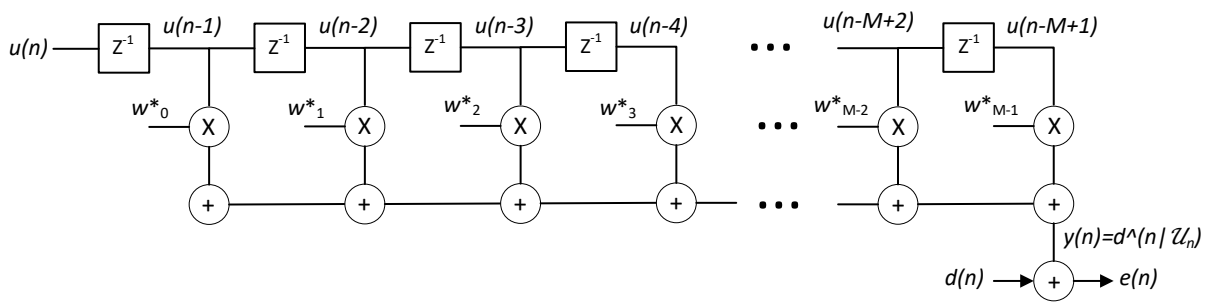 u(n-1) u(n-2) u(n-3) u(n-4) u(n-M+2) u(n-M+1)
u(n) Z⁻¹ Z⁻¹ Z⁻¹ Z⁻¹ ••• Z⁻¹
w*₀ w*₁ w*₂ w*₃ w*M-2 w*M-1
X X X X ••• X X
+ + + + ••• + +
y(n)=d^(n| 𝒰ₙ)
d(n) + e(n)